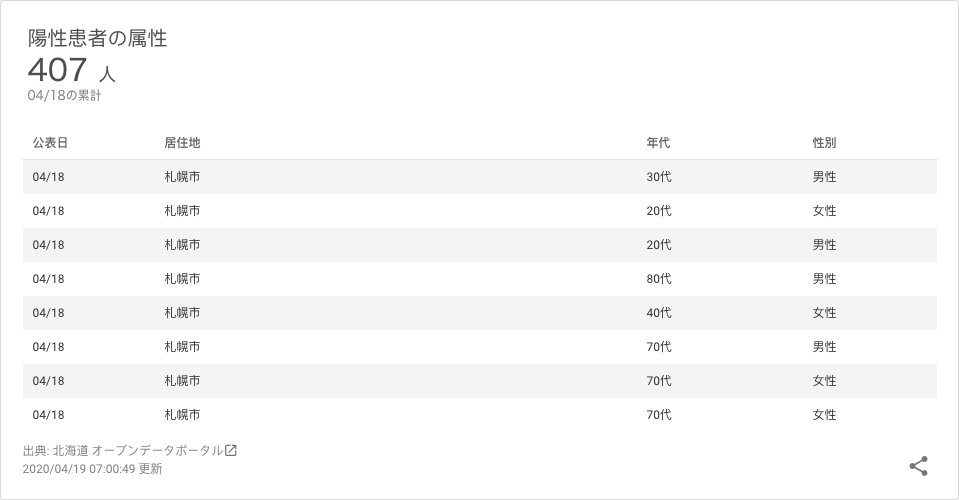 陽性患者の属性
407 人
04/18の累計
公表日 居住地 年代 性別
04/18 札幌市 30代 男性
04/18 札幌市 20代 女性
04/18 札幌市 20代 男性
04/18 札幌市 80代 男性
04/18 札幌市 40代 女性
04/18 札幌市 70代 男性
04/18 札幌市 70代 女性
04/18 札幌市 70代 女性
出典: 北海道 オープンデータポータル
2020/04/19 07:00:49 更新